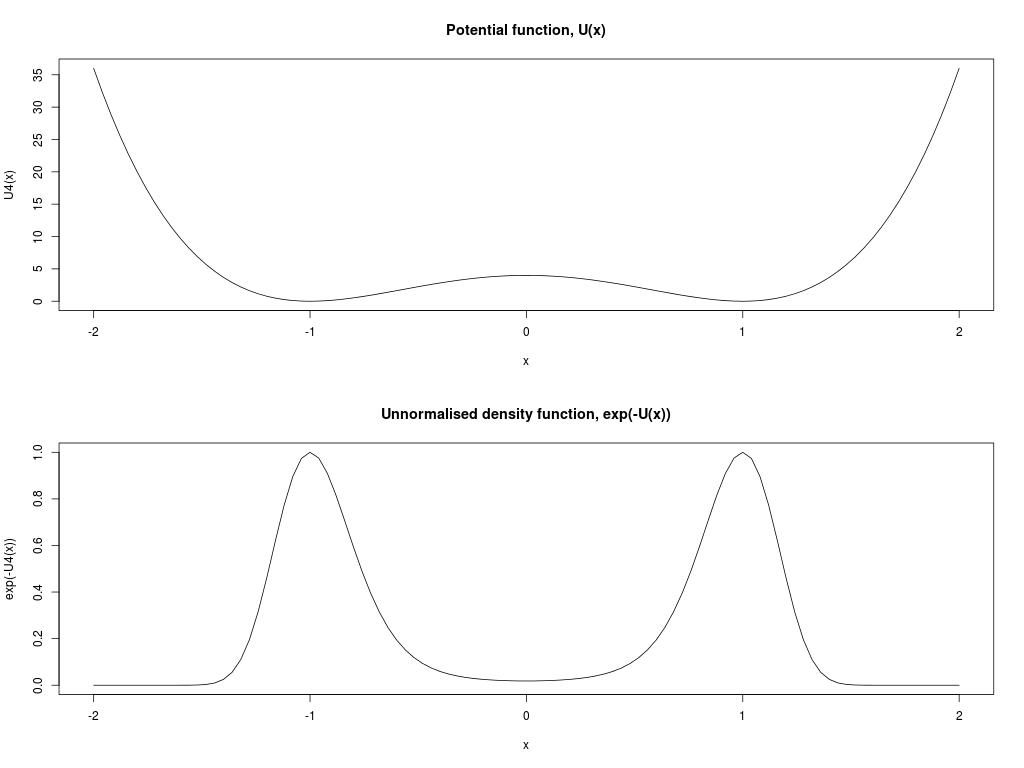 Potential function, U(x)
U4(x)
35
30
25
20
15
10
5
0
-2 -1 0 1 2
x
Unnormalised density function, exp(-U(x))
exp(-U4(x))
1.0
0.8
0.6
0.4
0.2
0.0
-2 -1 0 1 2
x